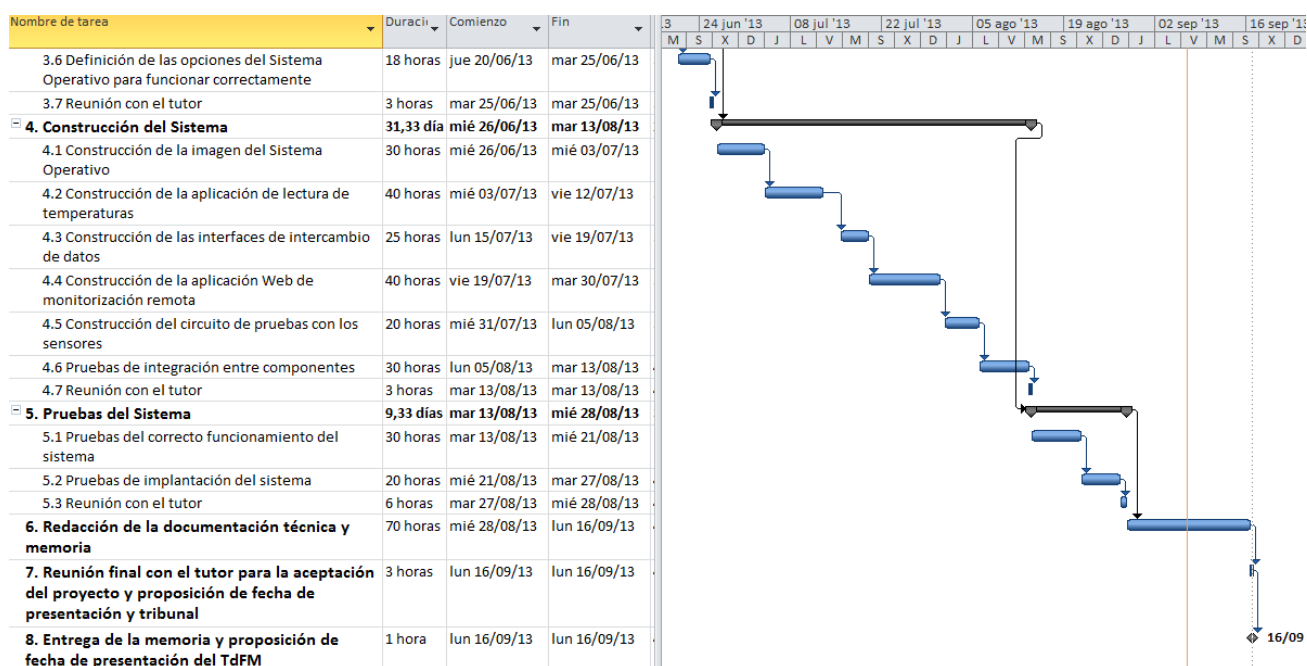 Nombre de tarea Duració Comienzo Fin
3 24 jun '13 08 jul '13 22 jul '13 05 ago '13 19 ago '13 02 sep '13 16 sep '13
M S X D J L V M S X D J L V M S X D J L V M S X D
3.6 Definición de las opciones del Sistema 18 horas jue 20/06/13 mar 25/06/13
Operativo para funcionar correctamente
3.7 Reunión con el tutor 3 horas mar 25/06/13 mar 25/06/13
4. Construcción del Sistema 31,33 día mié 26/06/13 mar 13/08/13
4.1 Construcción de la imagen del Sistema 30 horas mié 26/06/13 mié 03/07/13
Operativo
4.2 Construcción de la aplicación de lectura de 40 horas mié 03/07/13 vie 12/07/13
temperaturas
4.3 Construcción de las interfaces de intercambio 25 horas lun 15/07/13 vie 19/07/13
de datos
4.4 Construcción de la aplicación Web de 40 horas vie 19/07/13 mar 30/07/13
monitorización remota
4.5 Construcción del circuito de pruebas con los 20 horas mié 31/07/13 lun 05/08/13
sensores
4.6 Pruebas de integración entre componentes 30 horas lun 05/08/13 mar 13/08/13
4.7 Reunión con el tutor 3 horas mar 13/08/13 mar 13/08/13
5. Pruebas del Sistema 9,33 días mar 13/08/13 mié 28/08/13
5.1 Pruebas del correcto funcionamiento del 30 horas mar 13/08/13 mié 21/08/13
sistema
5.2 Pruebas de implantación del sistema 20 horas mié 21/08/13 mar 27/08/13
5.3 Reunión con el tutor 6 horas mar 27/08/13 mié 28/08/13
6. Redacción de la documentación técnica y 70 horas mié 28/08/13 lun 16/09/13
memoria
7. Reunión final con el tutor para la aceptación 3 horas lun 16/09/13 lun 16/09/13
del proyecto y proposición de fecha de
presentación y tribunal
8. Entrega de la memoria y proposición de 1 hora lun 16/09/13 lun 16/09/13 16/09
fecha de presentación del TdFM